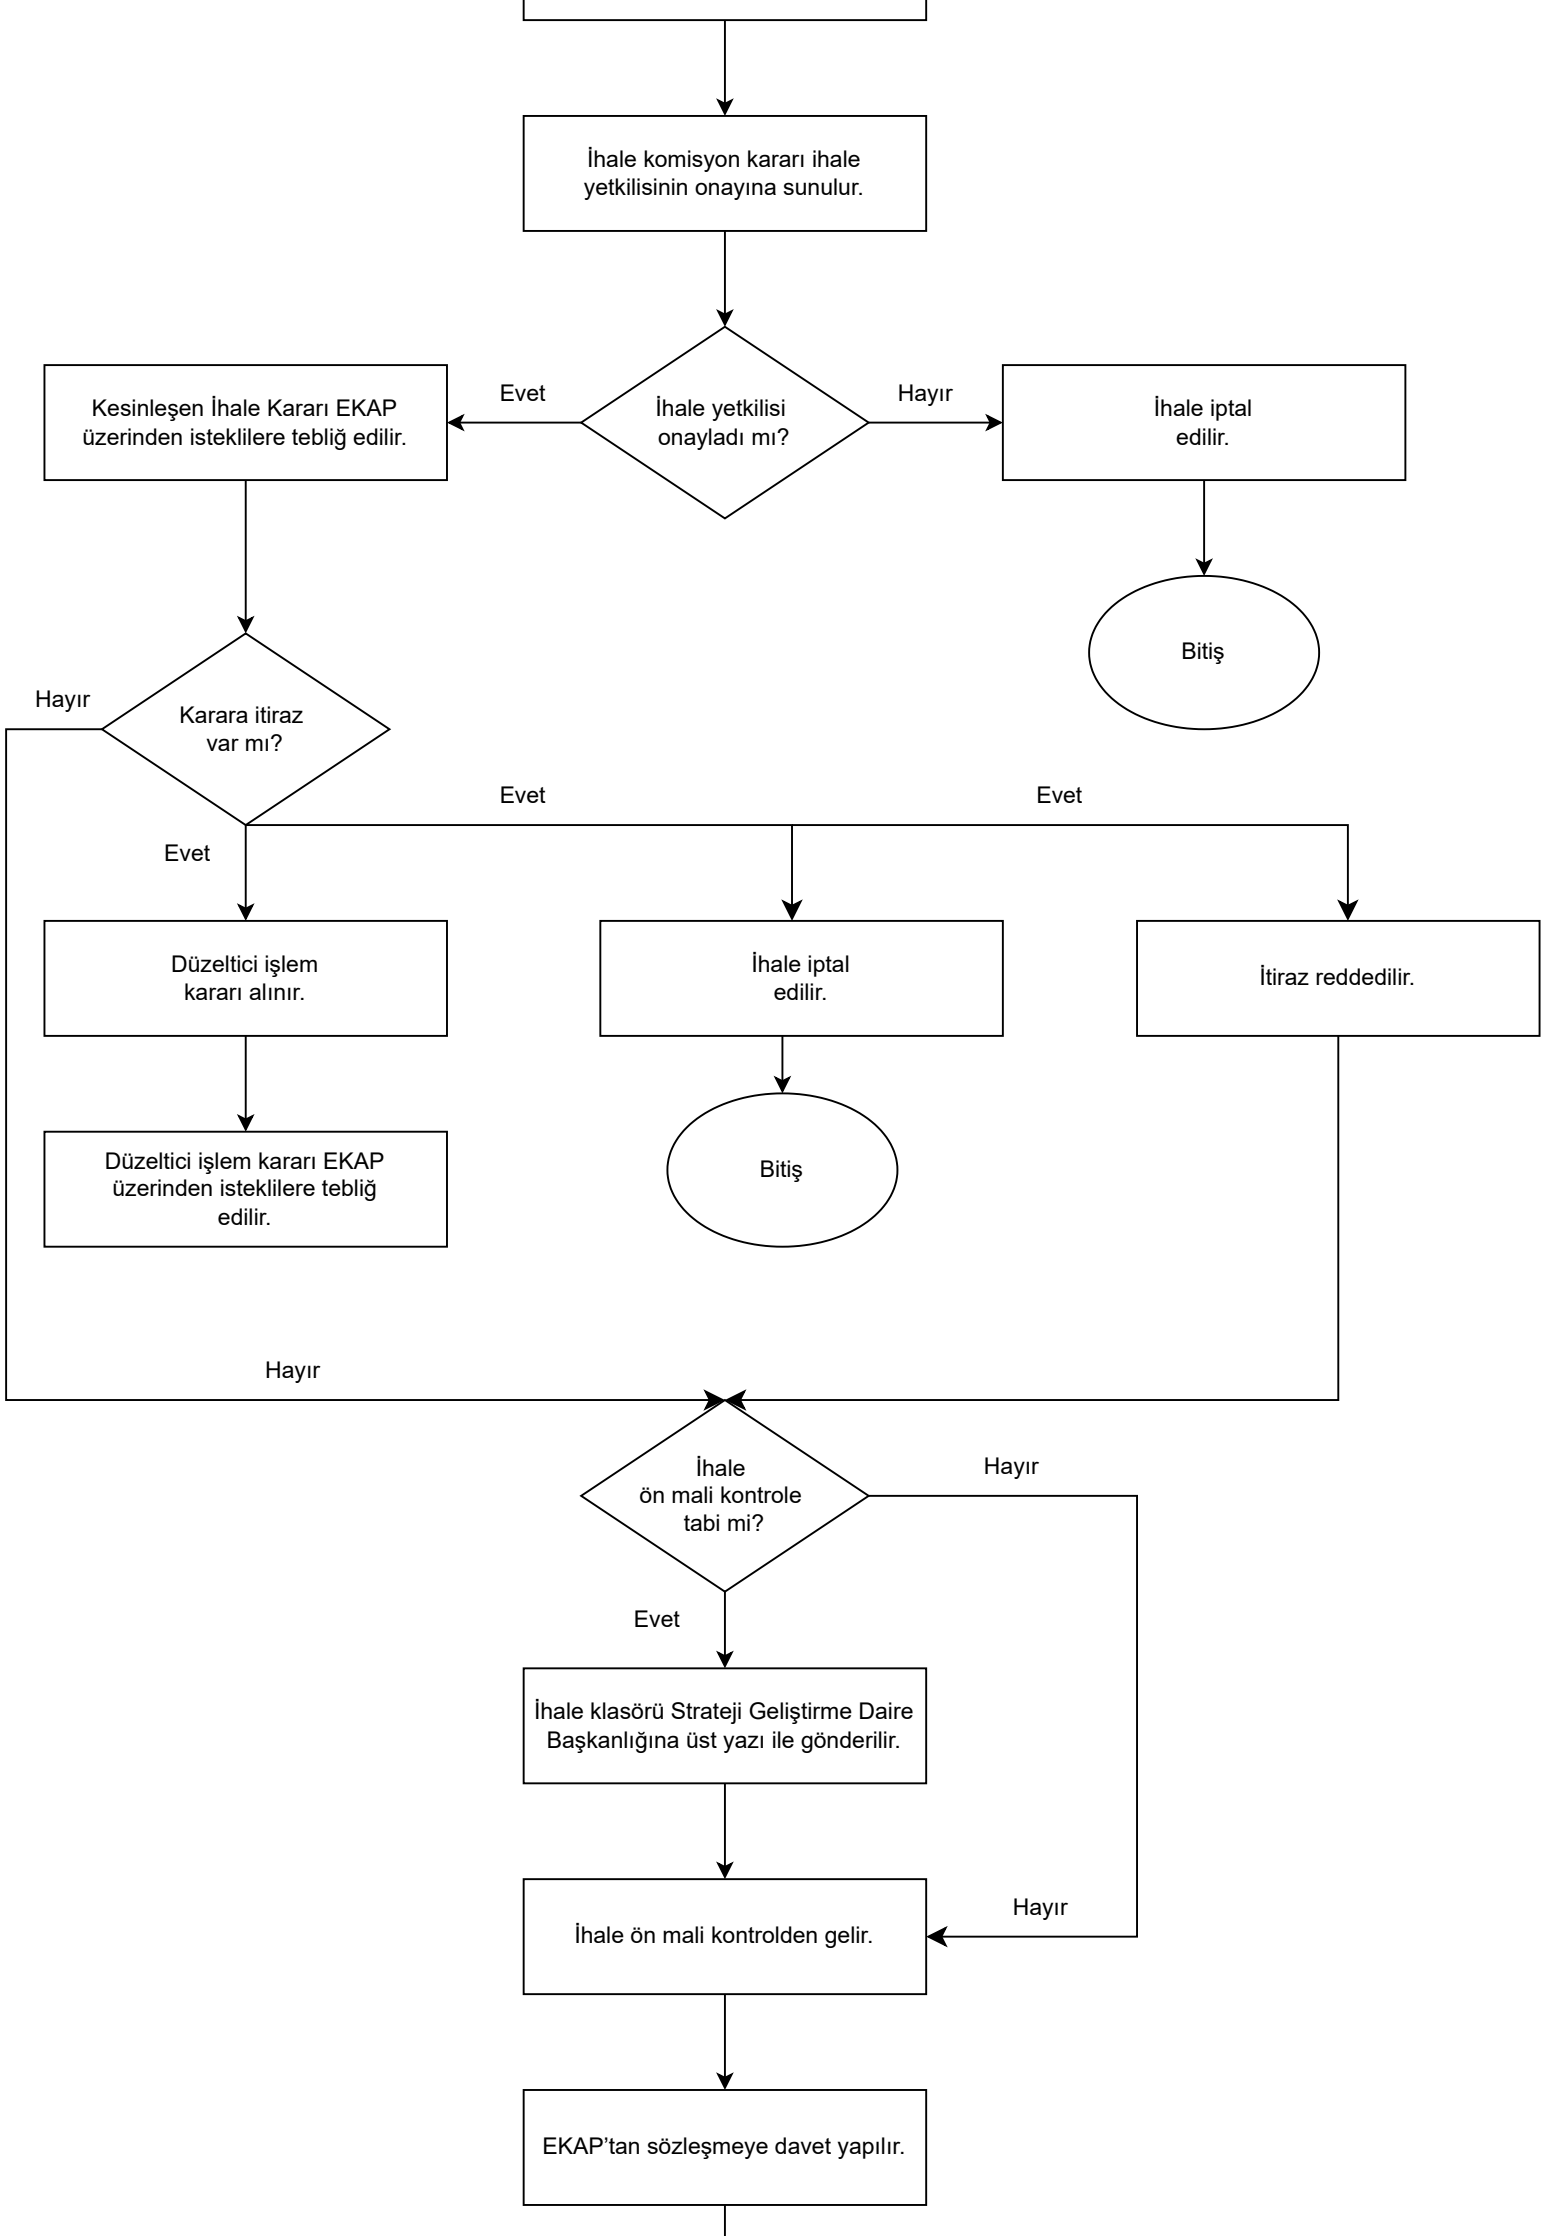 İhale komisyon kararı ihale
yetkilisinin onayına sunulur.
Kesinleşen İhale Kararı EKAP
üzerinden isteklilere tebliğ edilir.
Evet
İhale yetkilisi
onayladı mı?
Hayır
İhale iptal
edilir.
Bitiş
Hayır
Karara itiraz
var mı?
Evet
Evet
Evet
Düzeltici işlem
kararı alınır.
İhale iptal
edilir.
İtiraz reddedilir.
Düzeltici işlem kararı EKAP
üzerinden isteklilere tebliğ
edilir.
Bitiş
Hayır
İhale
ön mali kontrole
tabi mi?
Hayır
Evet
İhale klasörü Strateji Geliştirme Daire
Başkanlığına üst yazı ile gönderilir.
Hayır
İhale ön mali kontrolden gelir.
EKAP’tan sözleşmeye davet yapılır.